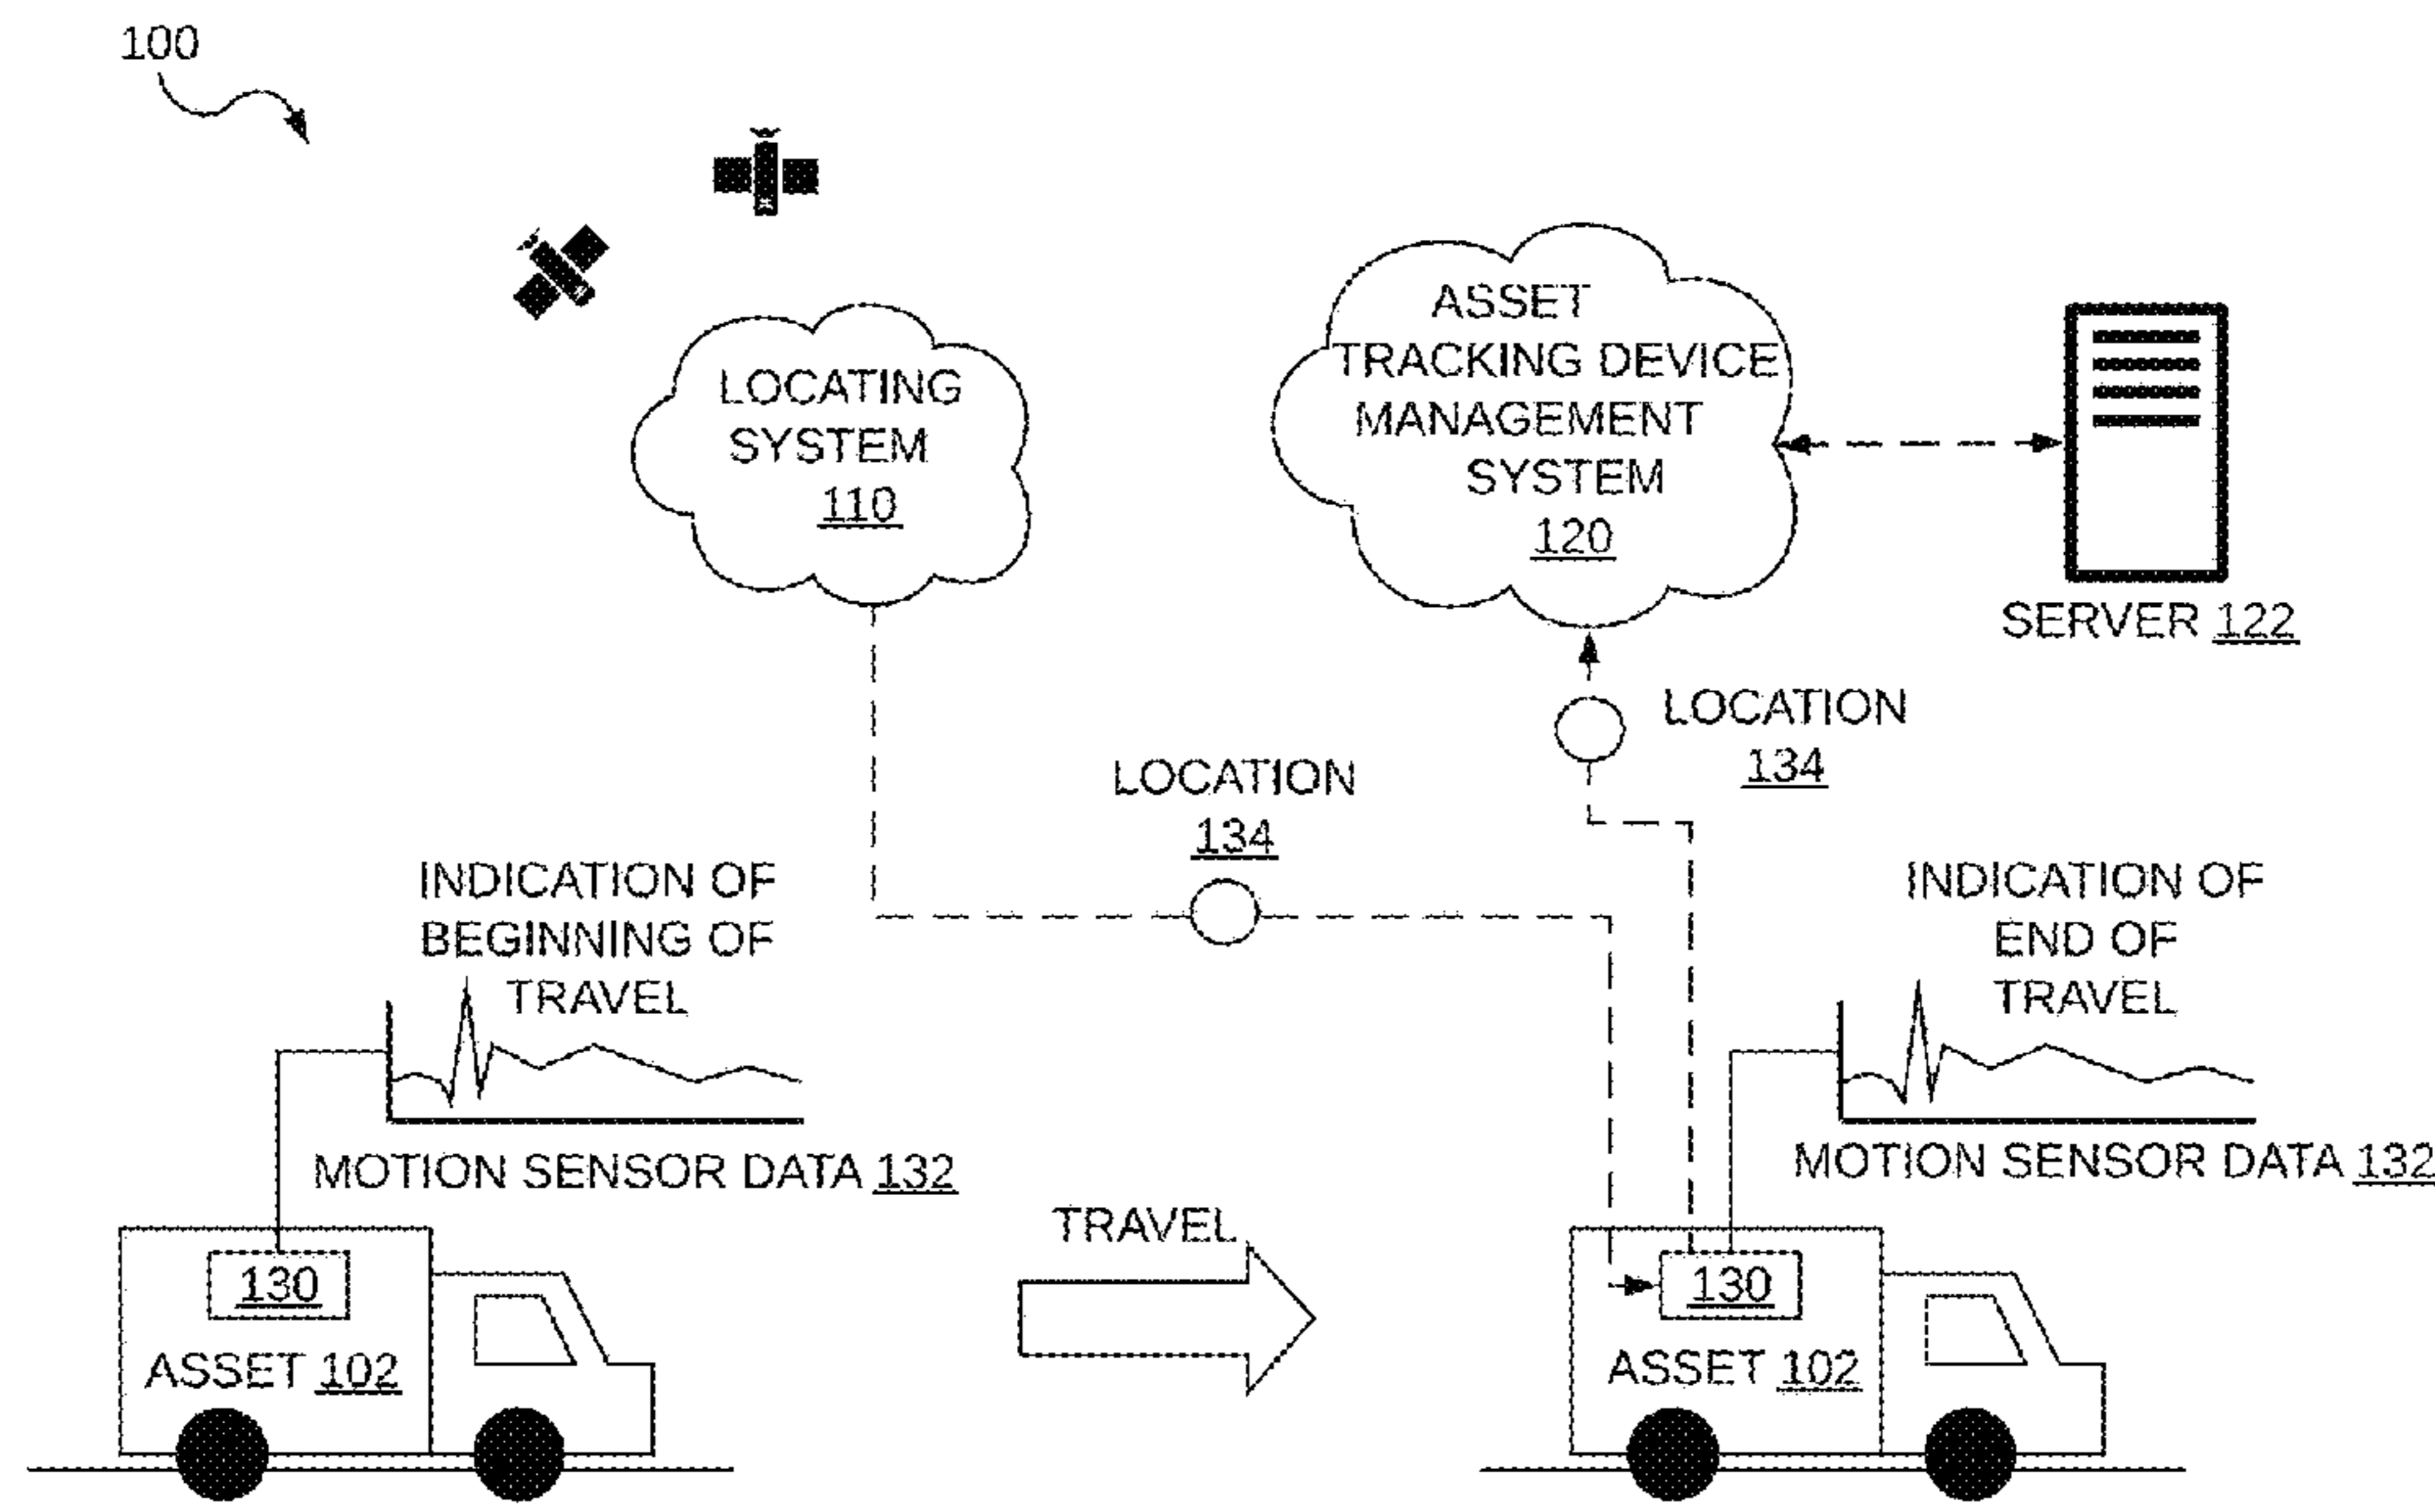 100
LOCATING
SYSTEM
110
ASSET
TRACKING DEVICE
MANAGEMENT
SYSTEM
120
SERVER 122
LOCATION
134
LOCATION
134
INDICATION OF
BEGINNING OF
TRAVEL
MOTION SENSOR DATA 132
INDICATION OF
END OF
TRAVEL
MOTION SENSOR DATA 132
130
ASSET 102
TRAVEL
130
ASSET 102